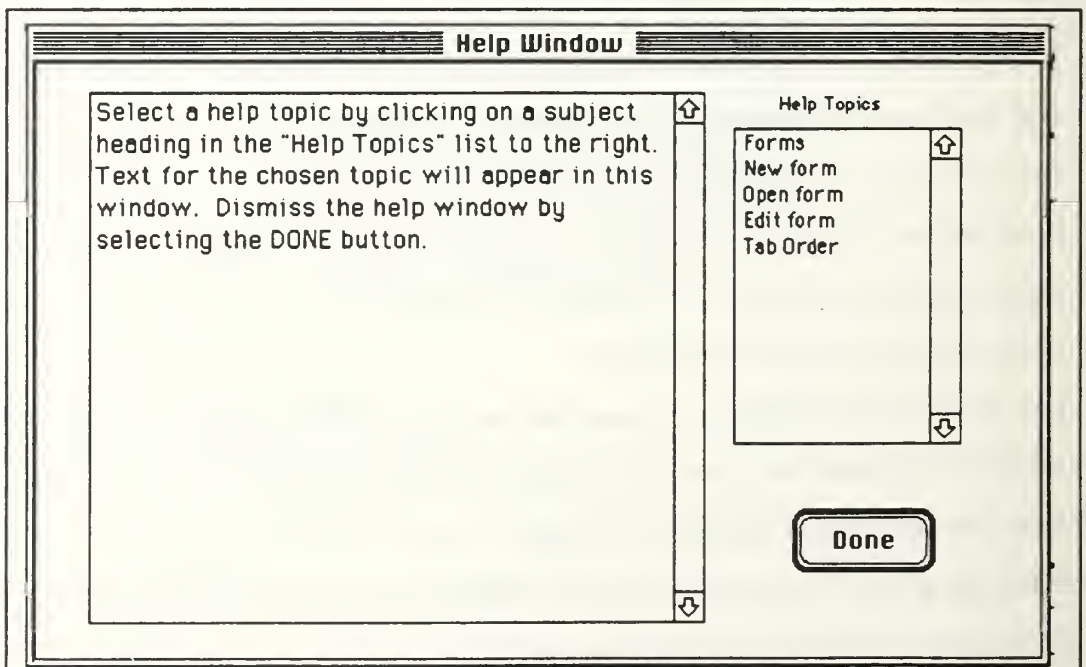 Help Window
Select a help topic by clicking on a subject
heading in the "Help Topics" list to the right.
Text for the chosen topic will appear in this
window.  Dismiss the help window by
selecting the DONE button.
Help Topics
Forms
New form
Open form
Edit form
Tab Order
Done